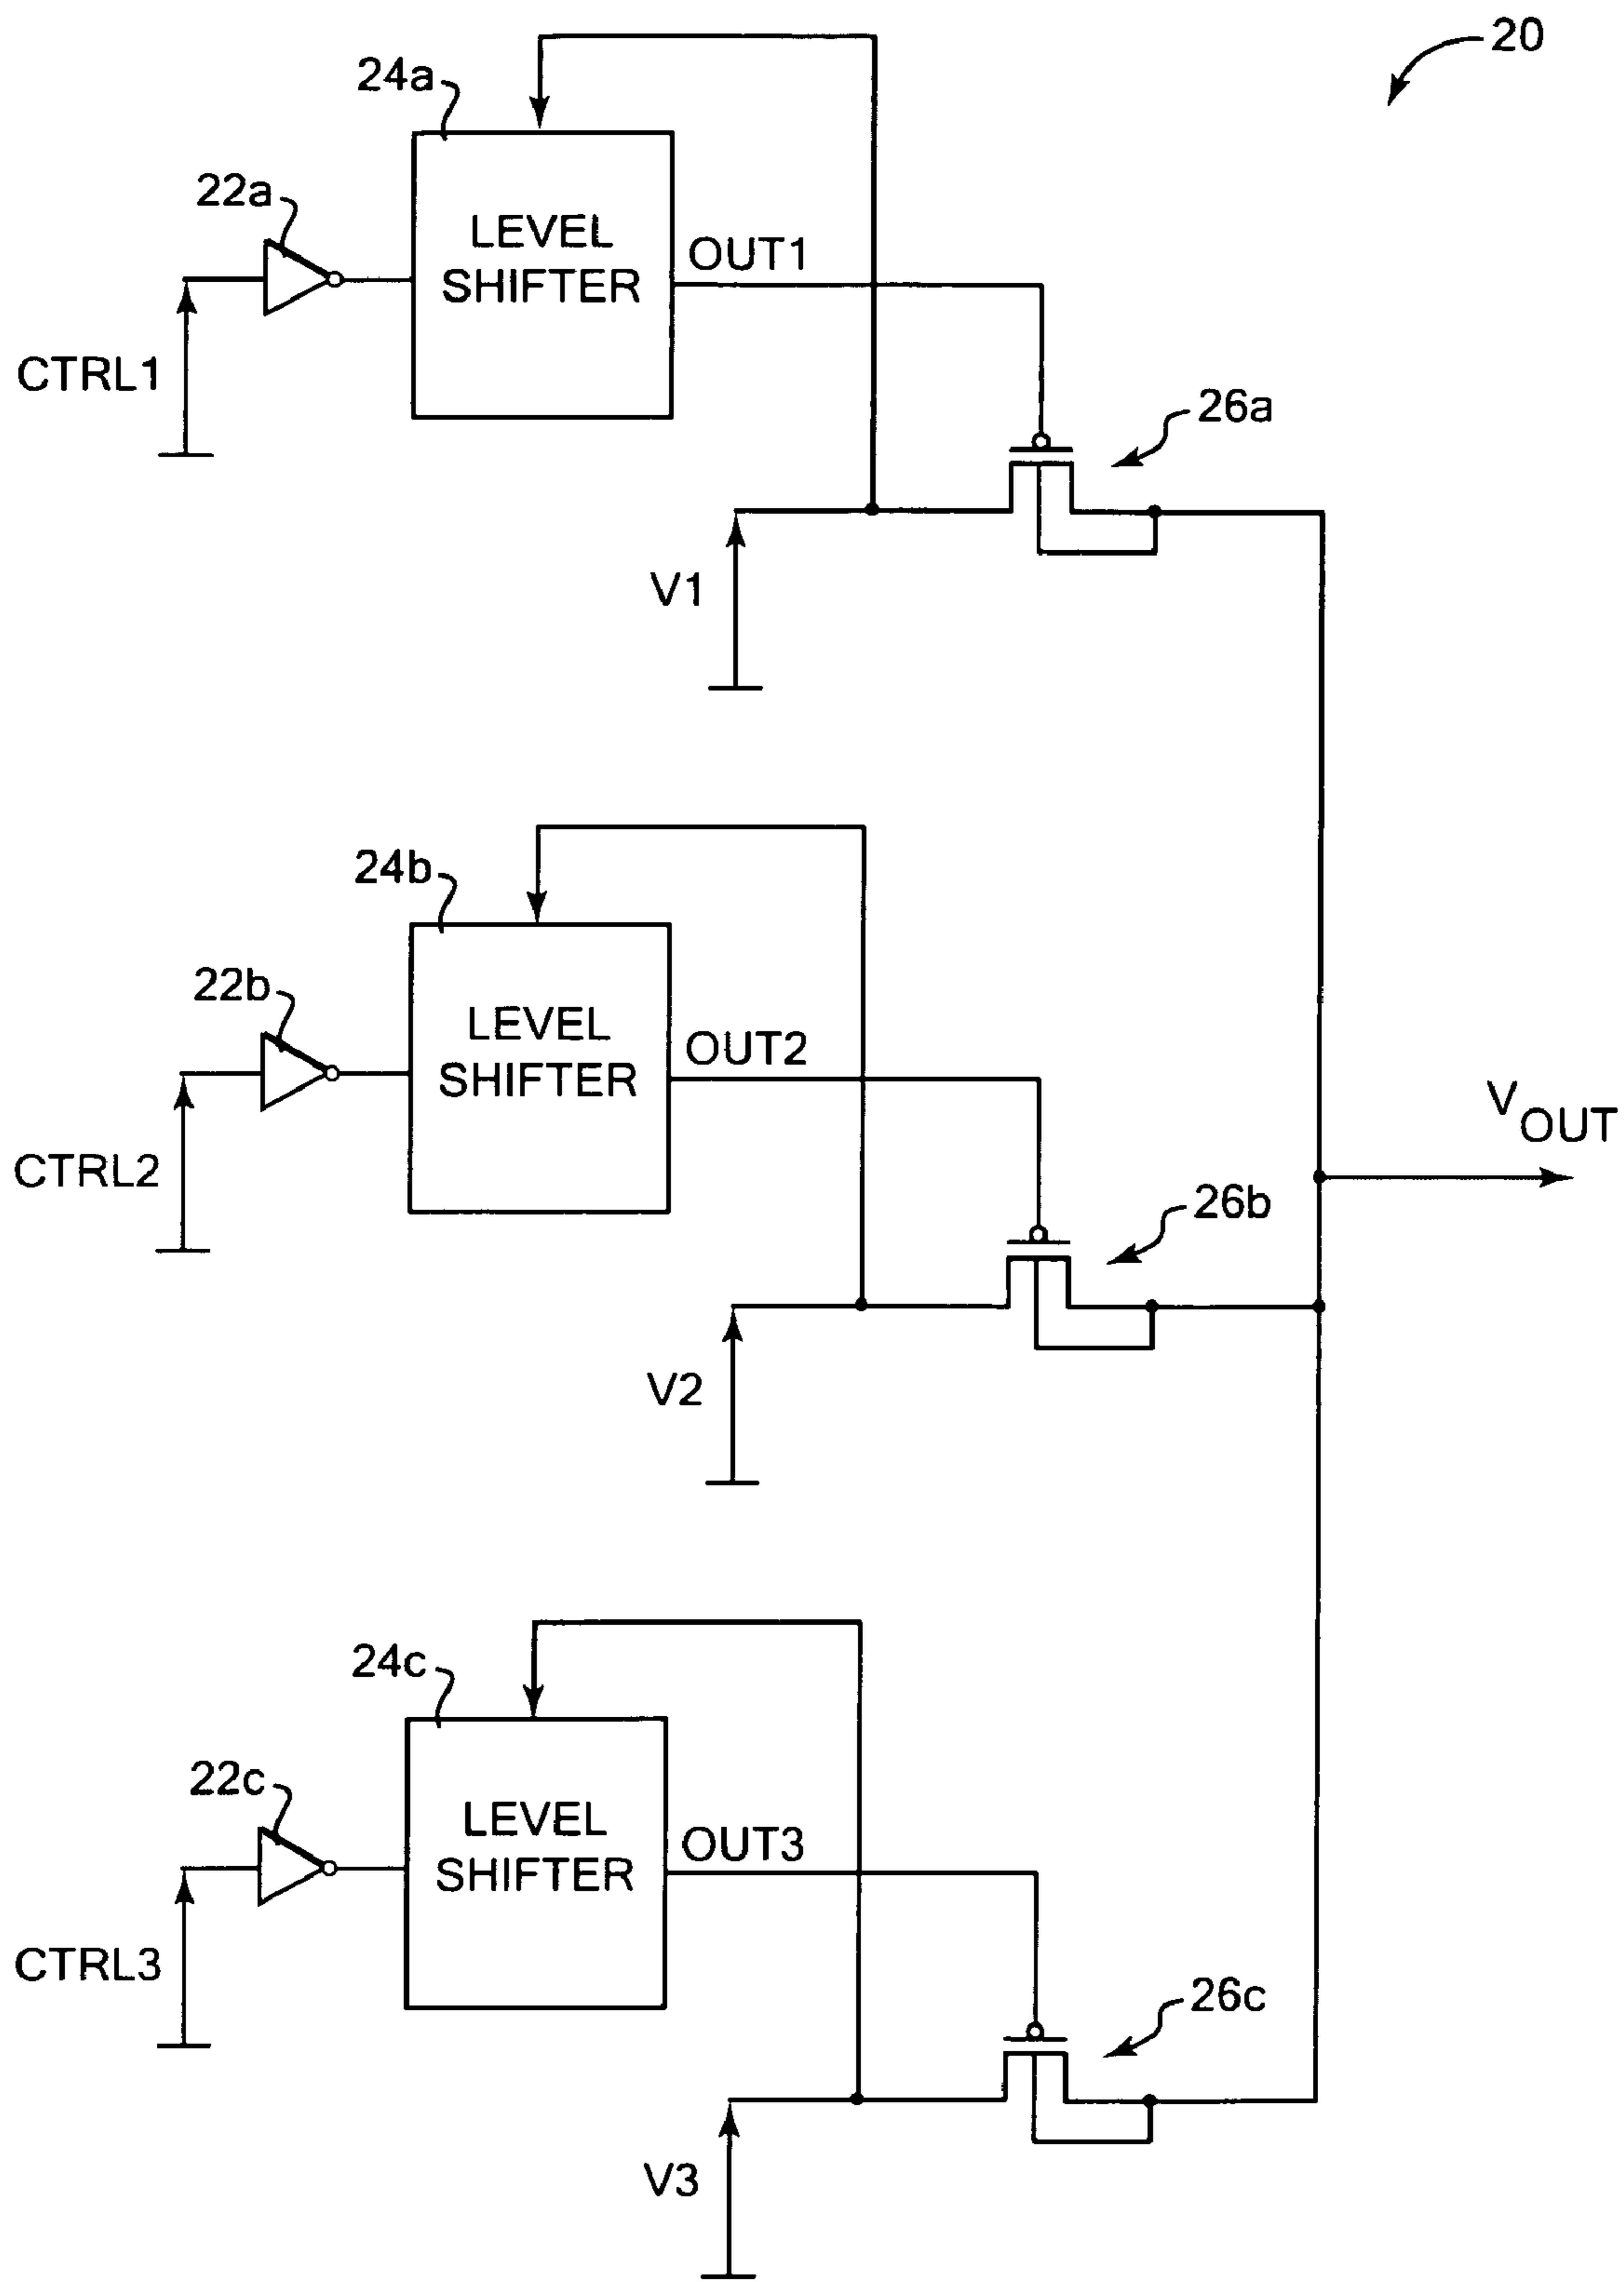 20
24a
22a
LEVEL
SHIFTER
OUT1
CTRL1
26a
V1
24b
22b
LEVEL
SHIFTER
OUT2
CTRL2
VOUT
26b
V2
24c
22c
LEVEL
SHIFTER
OUT3
CTRL3
26c
V3